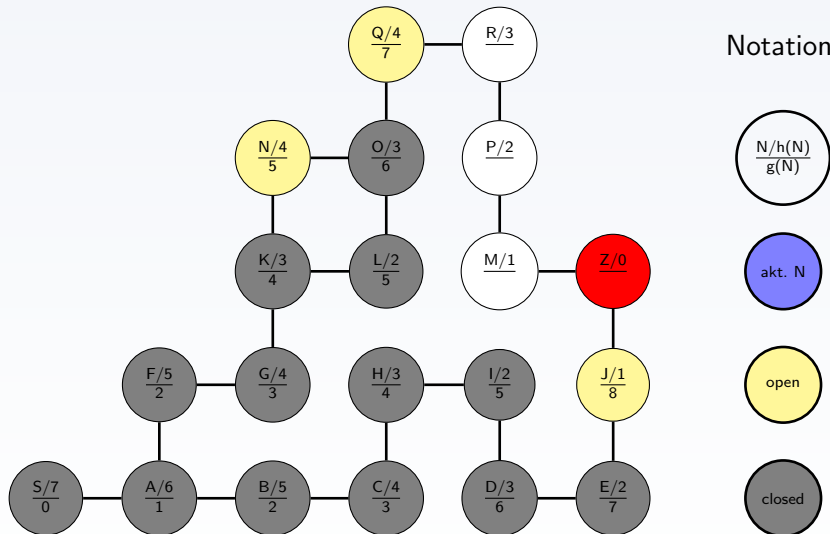 Q/4
7
R/3
Notation
N/4
5
O/3
6
P/2
N/h(N)
g(N)
K/3
4
L/2
5
M/1
Z/0
akt. N
F/5
2
G/4
3
H/3
4
I/2
5
J/1
8
open
S/7
0
A/6
1
B/5
2
C/4
3
D/3
6
E/2
7
closed